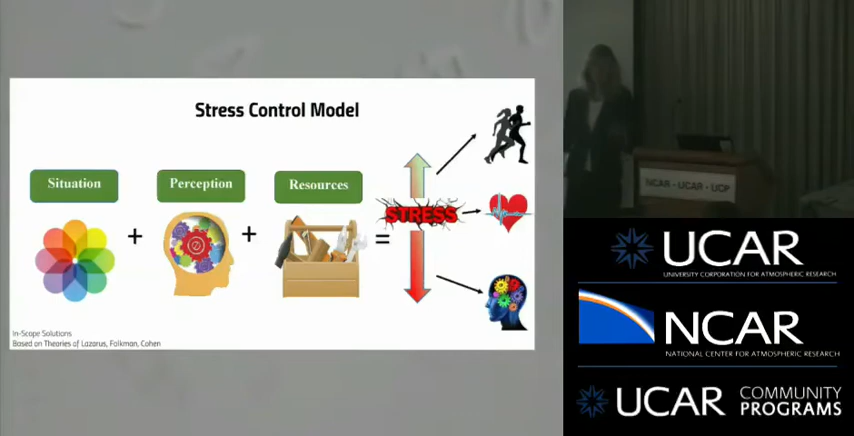 Stress Control Model
Situation
Perception
Resources
+
+
=
STRESS
In-Scope Solutions
Based on Theories of Lazarus, Folkman, Cohen
NCAR - UCAR - UCP
UCAR
UNIVERSITY CORPORATION FOR ATMOSPHERIC RESEARCH
NCAR
NATIONAL CENTER FOR ATMOSPHERIC RESEARCH
UCAR COMMUNITY
PROGRAMS